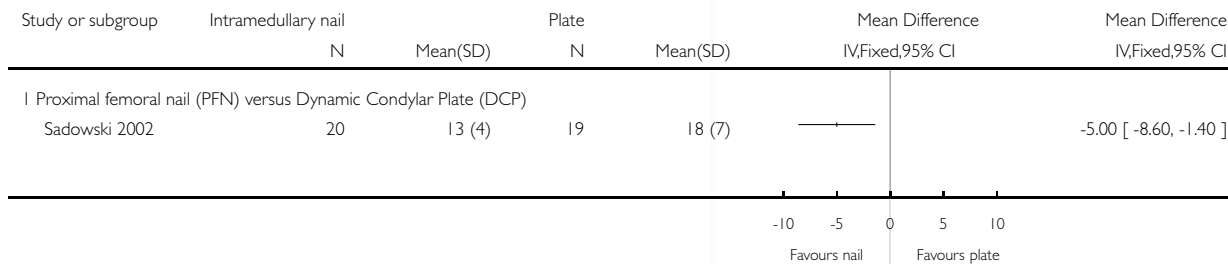 Study or subgroup Intramedullary nail Plate Mean Difference Mean Difference
N Mean(SD) N Mean(SD) IV,Fixed,95% CI IV,Fixed,95% CI
1 Proximal femoral nail (PFN) versus Dynamic Condylar Plate (DCP)
Sadowski 2002 20 13 (4) 19 18 (7) -5.00 [ -8.60, -1.40 ]
-10 -5 0 5 10
Favours nail Favours plate